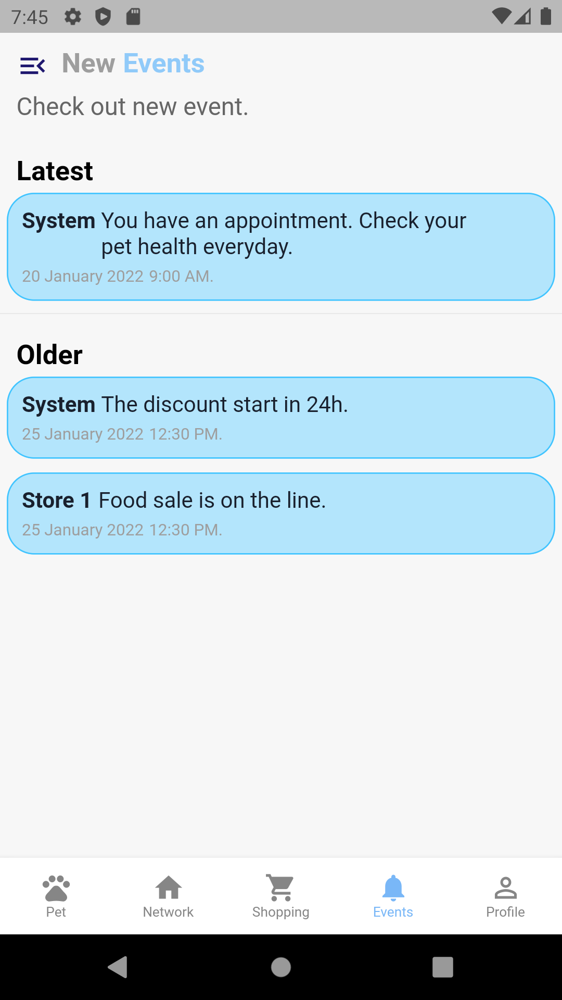 7:45
New Events
Check out new event.
Latest
System You have an appointment. Check your
pet health everyday.
20 January 2022 9:00 AM.
Older
System The discount start in 24h.
25 January 2022 12:30 PM.
Store 1 Food sale is on the line.
25 January 2022 12:30 PM.
Pet Network Shopping Events Profile